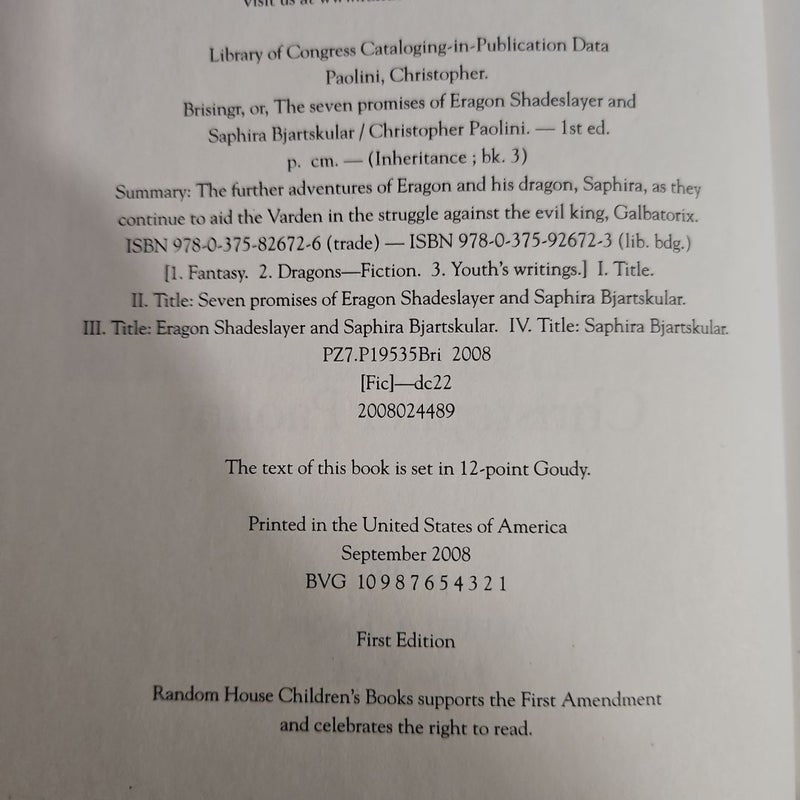 Visit us at
Library of Congress Cataloging-in-Publication Data
Paolini, Christopher.
Brisingr, or, The seven promises of Eragon Shadeslayer and
Saphira Bjartskular / Christopher Paolini. — 1st ed.
p. cm. — (Inheritance ; bk. 3)
Summary: The further adventures of Eragon and his dragon, Saphira, as they
continue to aid the Varden in the struggle against the evil king, Galbatorix.
ISBN 978-0-375-82672-6 (trade) — ISBN 978-0-375-92672-3 (lib. bdg.)
[1. Fantasy. 2. Dragons—Fiction. 3. Youth's writings.] I. Title.
II. Title: Seven promises of Eragon Shadeslayer and Saphira Bjartskular.
III. Title: Eragon Shadeslayer and Saphira Bjartskular. IV. Title: Saphira Bjartskular.
PZ7.P19535Bri 2008
[Fic]—dc22
2008024489
The text of this book is set in 12-point Goudy.
Printed in the United States of America
September 2008
BVG 10 9 8 7 6 5 4 3 2 1
First Edition
Random House Children's Books supports the First Amendment
and celebrates the right to read.